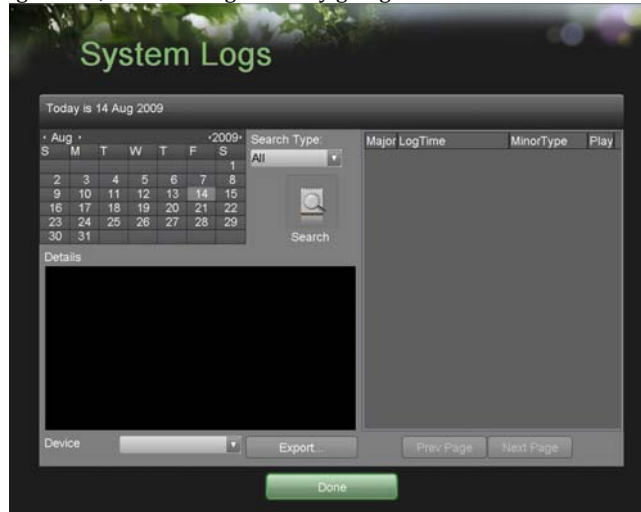 System Logs
Today is 14 Aug 2009
‹ Aug › ‹2009›
S M T W T F S
1
2 3 4 5 6 7 8
9 10 11 12 13 14 15
16 17 18 19 20 21 22
23 24 25 26 27 28 29
30 31
Search Type:
All
Search
Major LogTime MinorType Play
Details
Device
Export...
Prev Page Next Page
Done